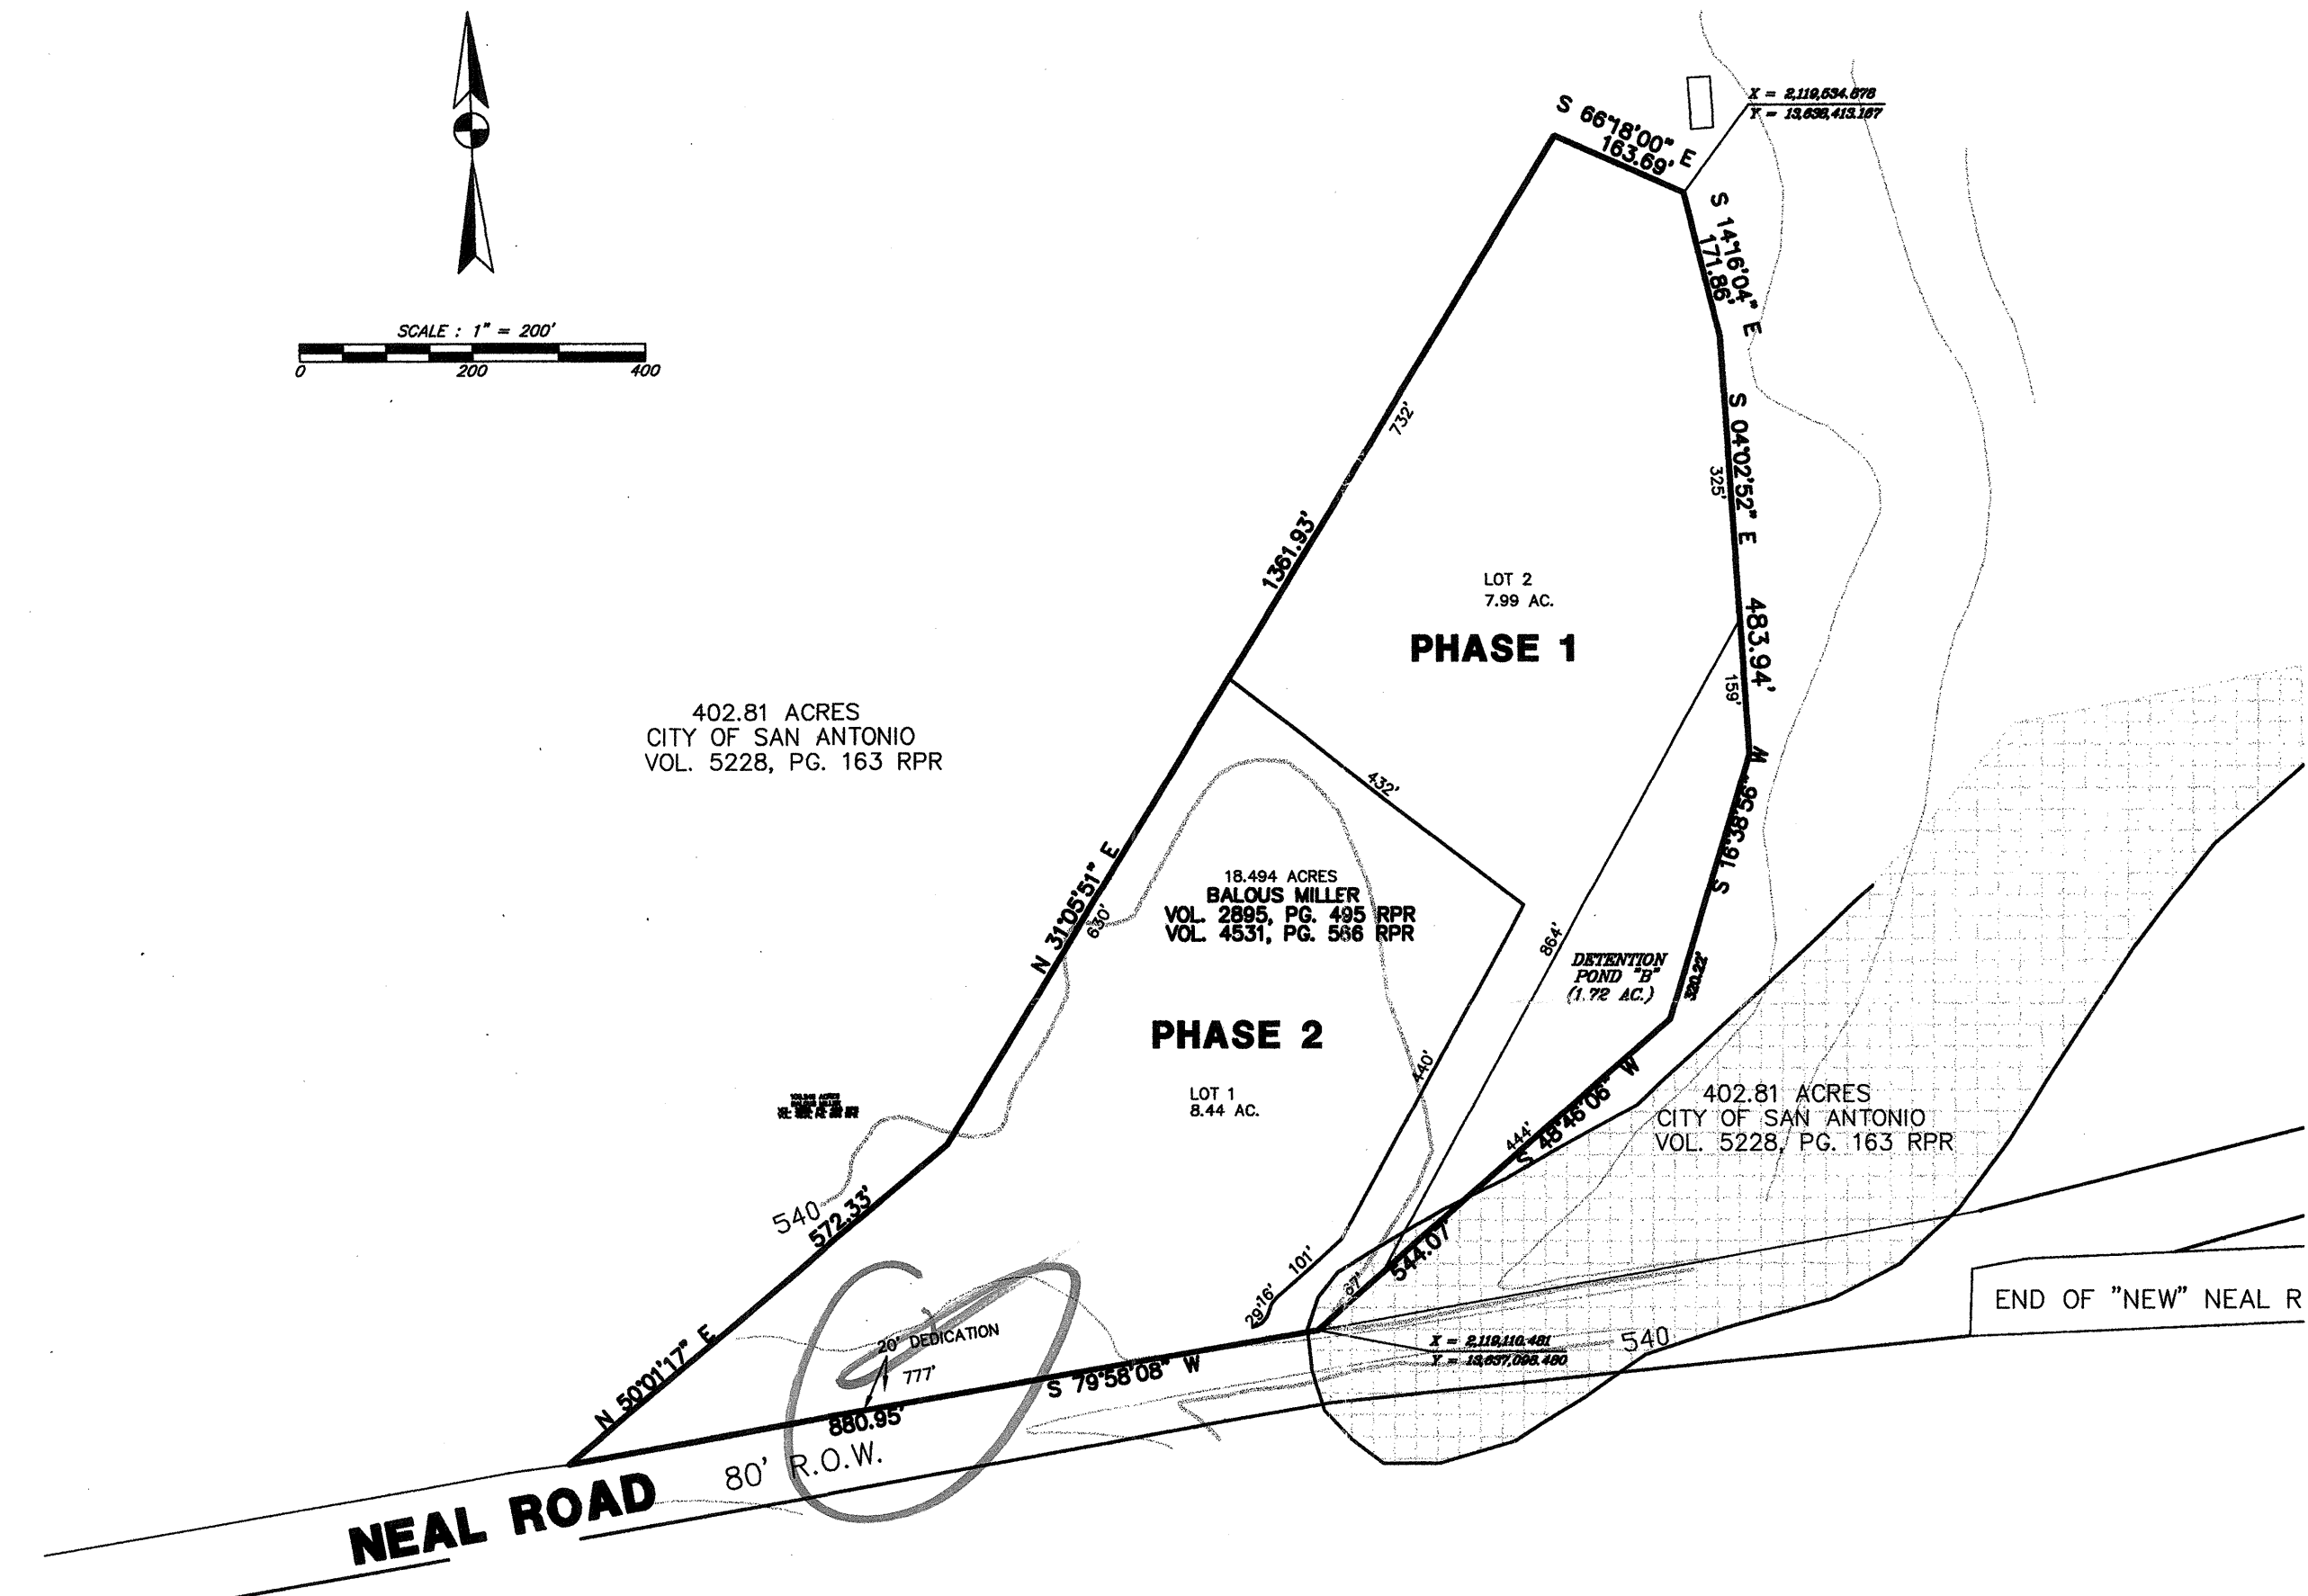 SCALE : 1" = 200'
0 200 400
S 66°18'00" E
163.69'
X = 2,119,534.678
Y = 13,638,413.167
S 14°16'04" E
171.86'
732'
S 04°02'52" E 483.94'
325'
1361.93'
LOT 2
7.99 AC.
PHASE 1
159'
402.81 ACRES
CITY OF SAN ANTONIO
VOL. 5228, PG. 163 RPR
432'
S 16°38'56" W
320.22'
N 31°05'51" E
630'
18.494 ACRES
BALOUS MILLER
VOL. 2895, PG. 495 RPR
VOL. 4531, PG. 566 RPR
864'
DETENTION
POND "B"
(1.72 AC.)
PHASE 2
440'
LOT 1
8.44 AC.
444'
S 48°46'06" W
544.07'
402.81 ACRES
CITY OF SAN ANTONIO
VOL. 5228, PG. 163 RPR
540
572.33'
101'
29'16'
N 50°01'17" E
20' DEDICATION
777'
S 79°58'08" W
880.95'
X = 2,119,110.481
Y = 13,637,098.480
540
END OF "NEW" NEAL R
80' R.O.W.
NEAL ROAD